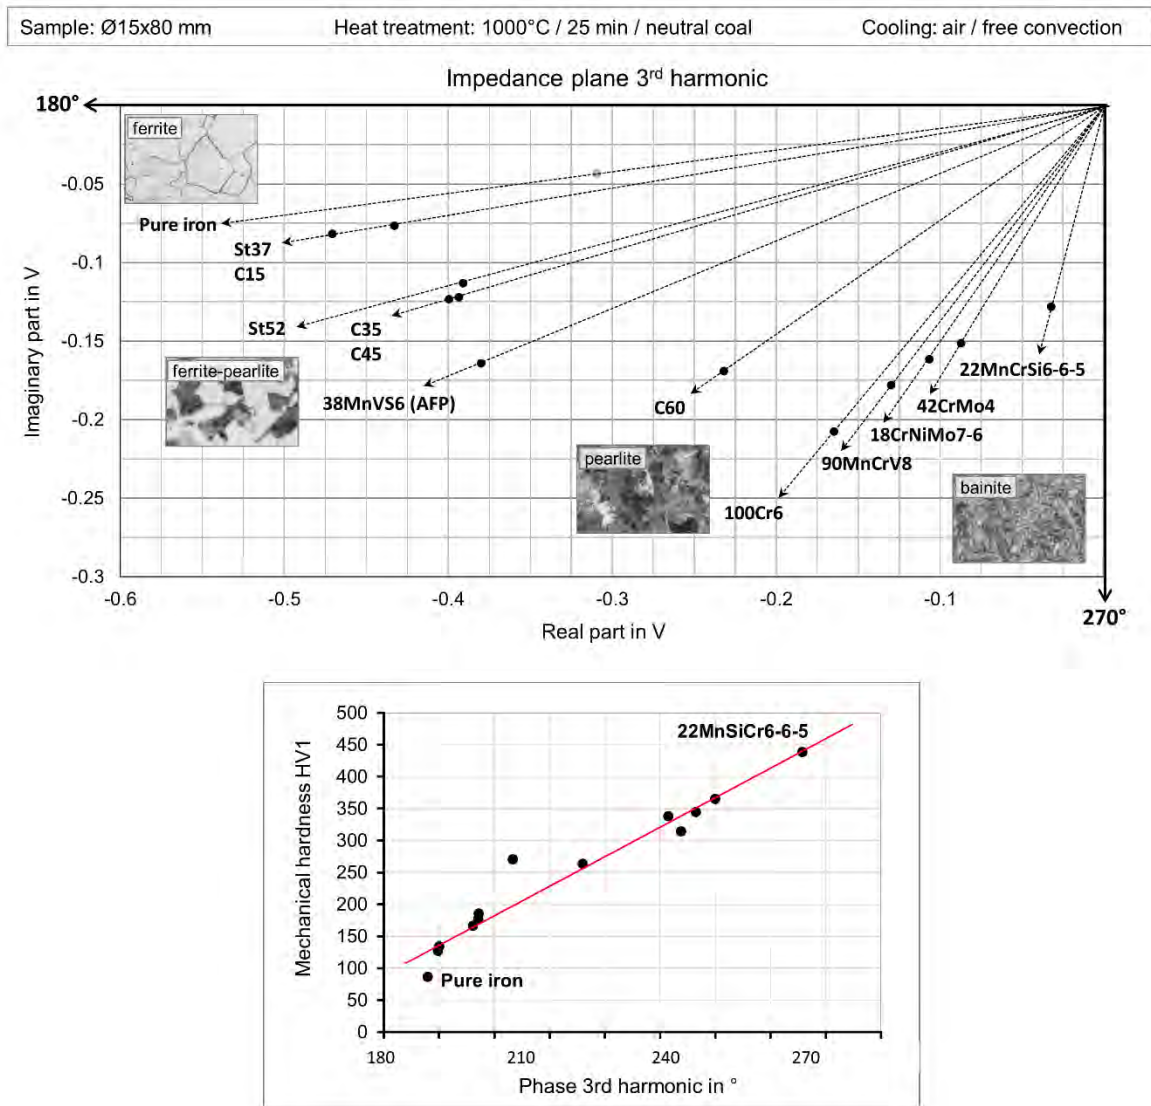 Sample: Ø15x80 mm Heat treatment: 1000°C / 25 min / neutral coal Cooling: air / free convection
Impedance plane 3rd harmonic
180°
ferrite
-0.05
Pure iron
St37
C15
-0.1
St52
C35
C45
-0.15
ferrite-pearlite
38MnVS6 (AFP)
C60
22MnCrSi6-6-5
42CrMo4
-0.2
18CrNiMo7-6
90MnCrV8
pearlite
100Cr6
bainite
-0.25
-0.3
Imaginary part in V
-0.6 -0.5 -0.4 -0.3 -0.2 -0.1
270°
Real part in V
500
450
400
350
300
250
200
150
100
50
0
Mechanical hardness HV1
22MnSiCr6-6-5
Pure iron
180 210 240 270
Phase 3rd harmonic in °